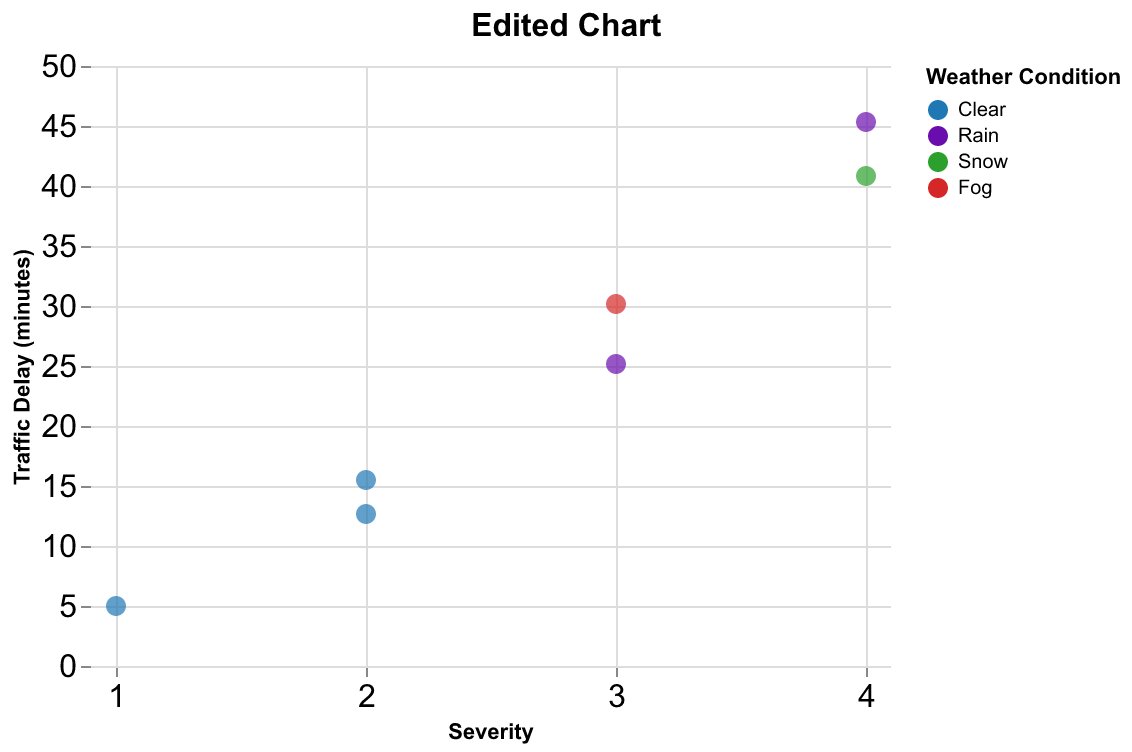 Edited Chart
Traffic Delay (minutes)
50
45
40
35
30
25
20
15
10
5
0
1 2 3 4
Severity
Weather Condition
Clear
Rain
Snow
Fog